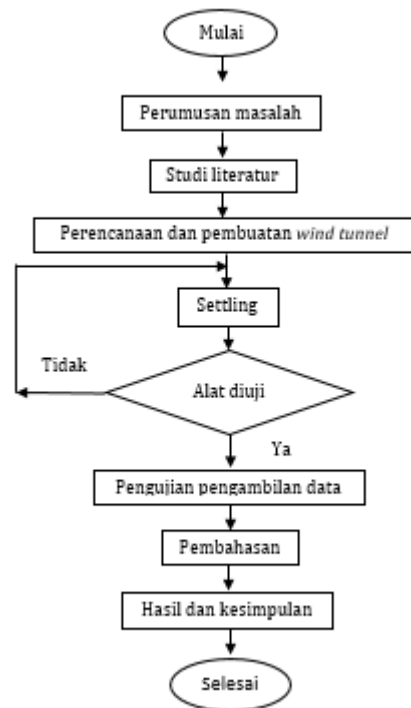 Mulai
Perumusan masalah
Studi literatur
Perencanaan dan pembuatan wind tunnel
Settling
Tidak
Alat diuji
Ya
Pengujian pengambilan data
Pembahasan
Hasil dan kesimpulan
Selesai